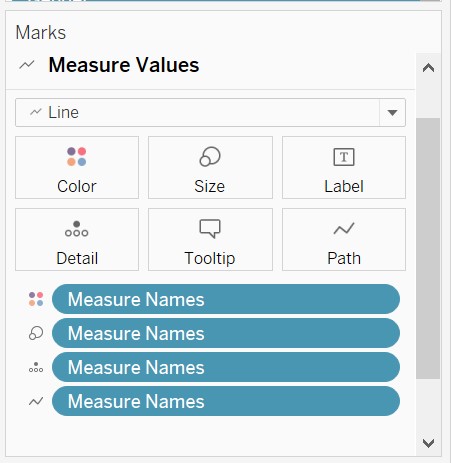 Marks
Measure Values
Line
Color Size Label
Detail Tooltip Path
Measure Names
Measure Names
Measure Names
Measure Names